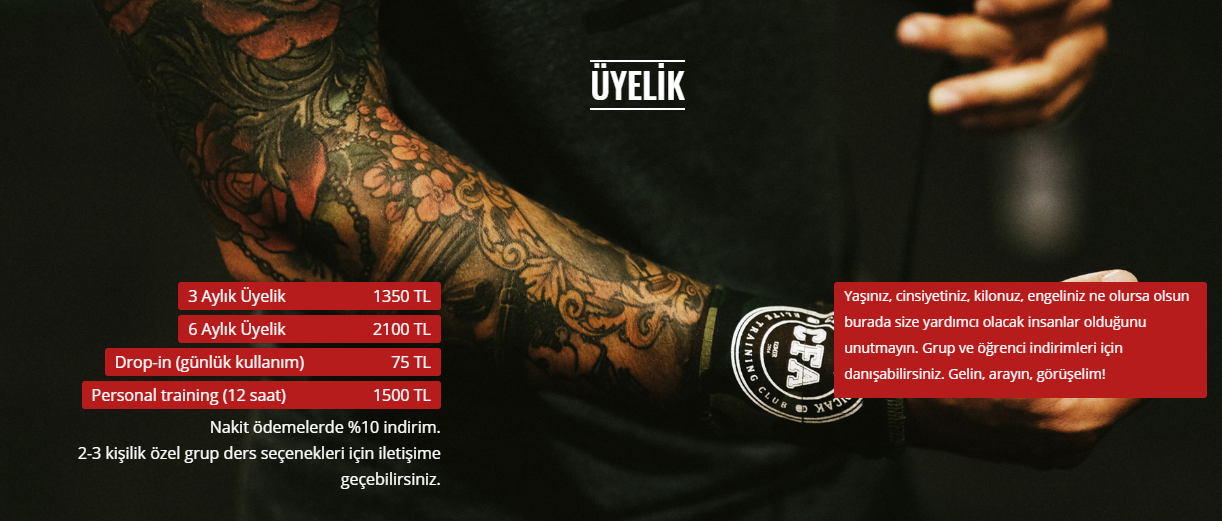 ÜYELİK
3 Aylık Üyelik 1350 TL
6 Aylık Üyelik 2100 TL
Drop-in (günlük kullanım) 75 TL
Personal training (12 saat) 1500 TL
Nakit ödemelerde %10 indirim.
2-3 kişilik özel grup ders seçenekleri için iletişime
geçebilirsiniz.
Yaşınız, cinsiyetiniz, kilonuz, engeliniz ne olursa olsun
burada size yardımcı olacak insanlar olduğunu
unutmayın. Grup ve öğrenci indirimleri için
danışabilirsiniz. Gelin, arayın, görüşelim!
CFA
ELITE TRAINING CLUB